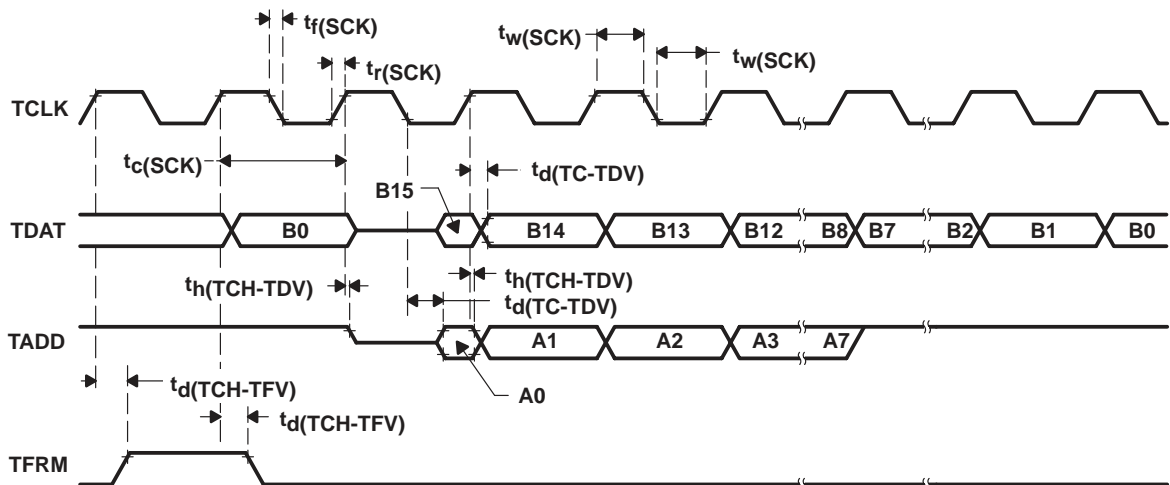 tf(SCK)
tr(SCK)
tw(SCK)
tw(SCK)
TCLK
tc(SCK)
td(TC-TDV)
B15
TDAT
B0
B14
B13
B12
B8
B7
B2
B1
B0
th(TCH-TDV)
th(TCH-TDV)
td(TC-TDV)
TADD
A1
A2
A3
A7
A0
td(TCH-TFV)
td(TCH-TFV)
TFRM